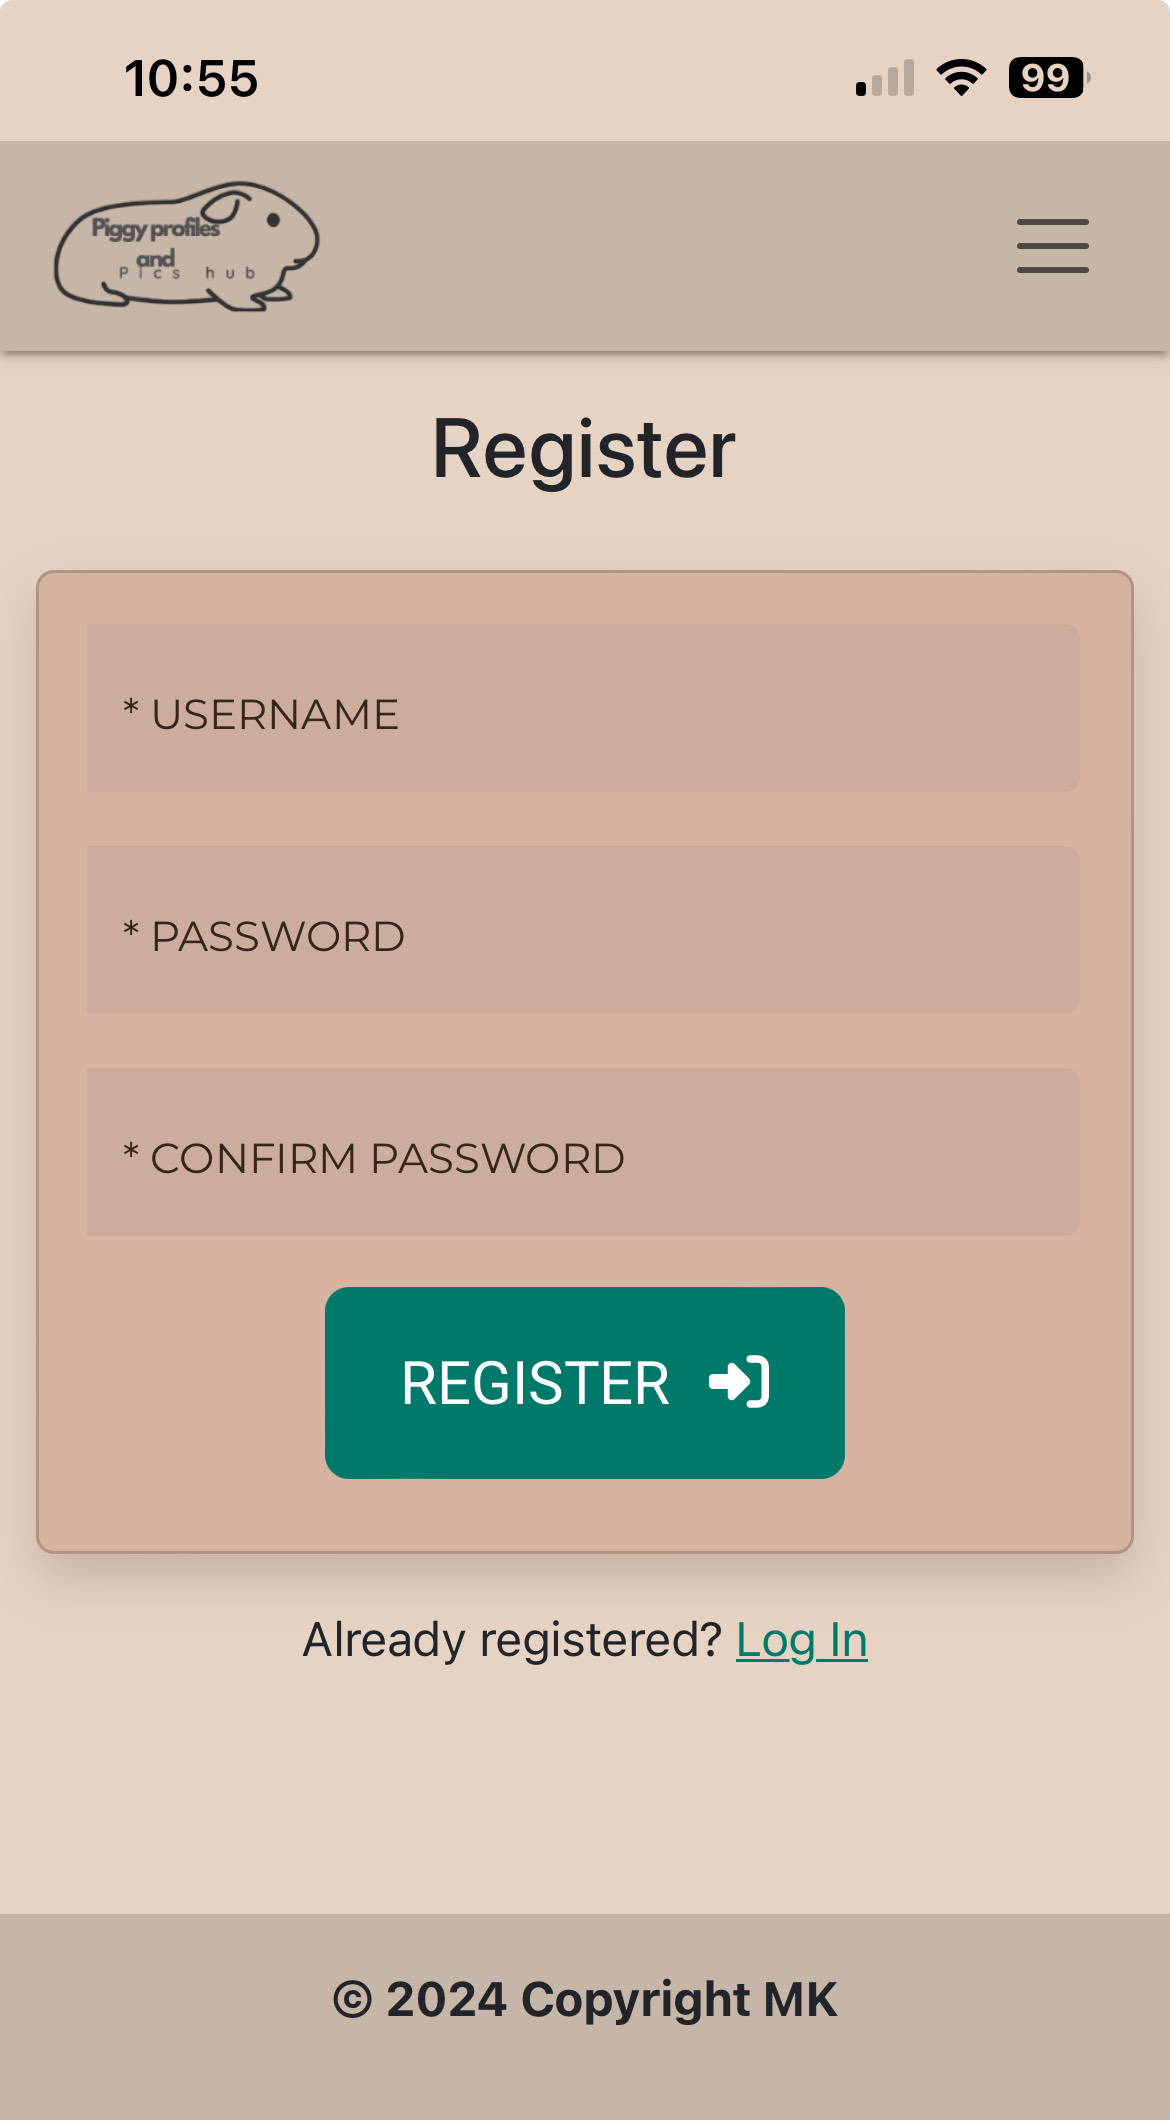 10:55
99
Piggy profiles
and
Pics hub
Register
* USERNAME
* PASSWORD
* CONFIRM PASSWORD
REGISTER
Already registered? Log In
© 2024 Copyright MK